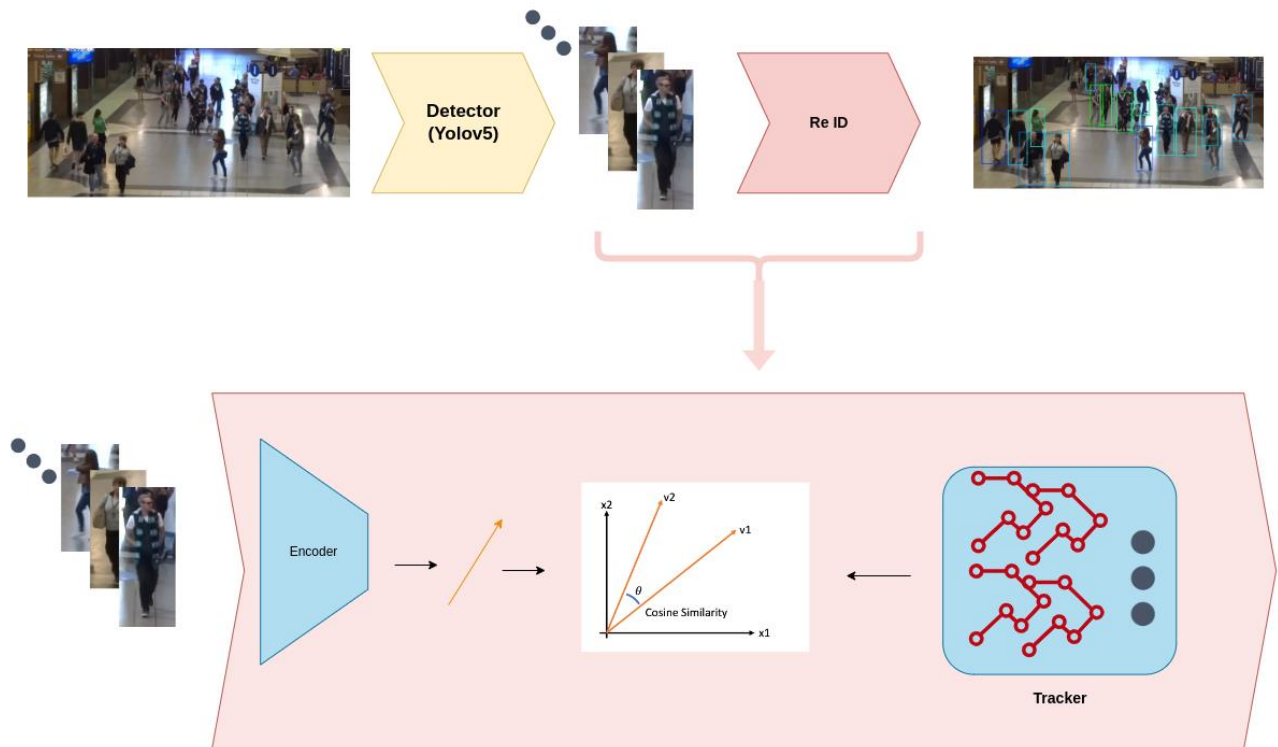 Detector
(Yolov5)
Re ID
Encoder
x2
v2
v1
θ
Cosine Similarity
x1
Tracker